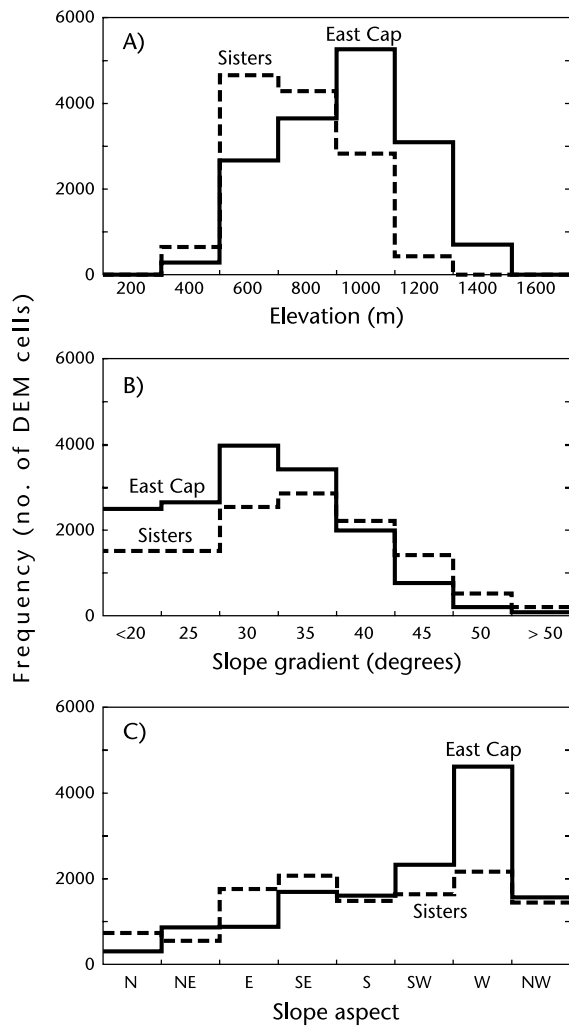 6000
A)
East Cap
Sisters
4000
2000
0
200 400 600 800 1000 1200 1400 1600
Elevation (m)
Frequency (no. of DEM cells)
6000
B)
4000
East Cap
2000
Sisters
0
<20 25 30 35 40 45 50 > 50
Slope gradient (degrees)
6000
C)
East Cap
4000
2000
Sisters
0
N NE E SE S SW W NW
Slope aspect